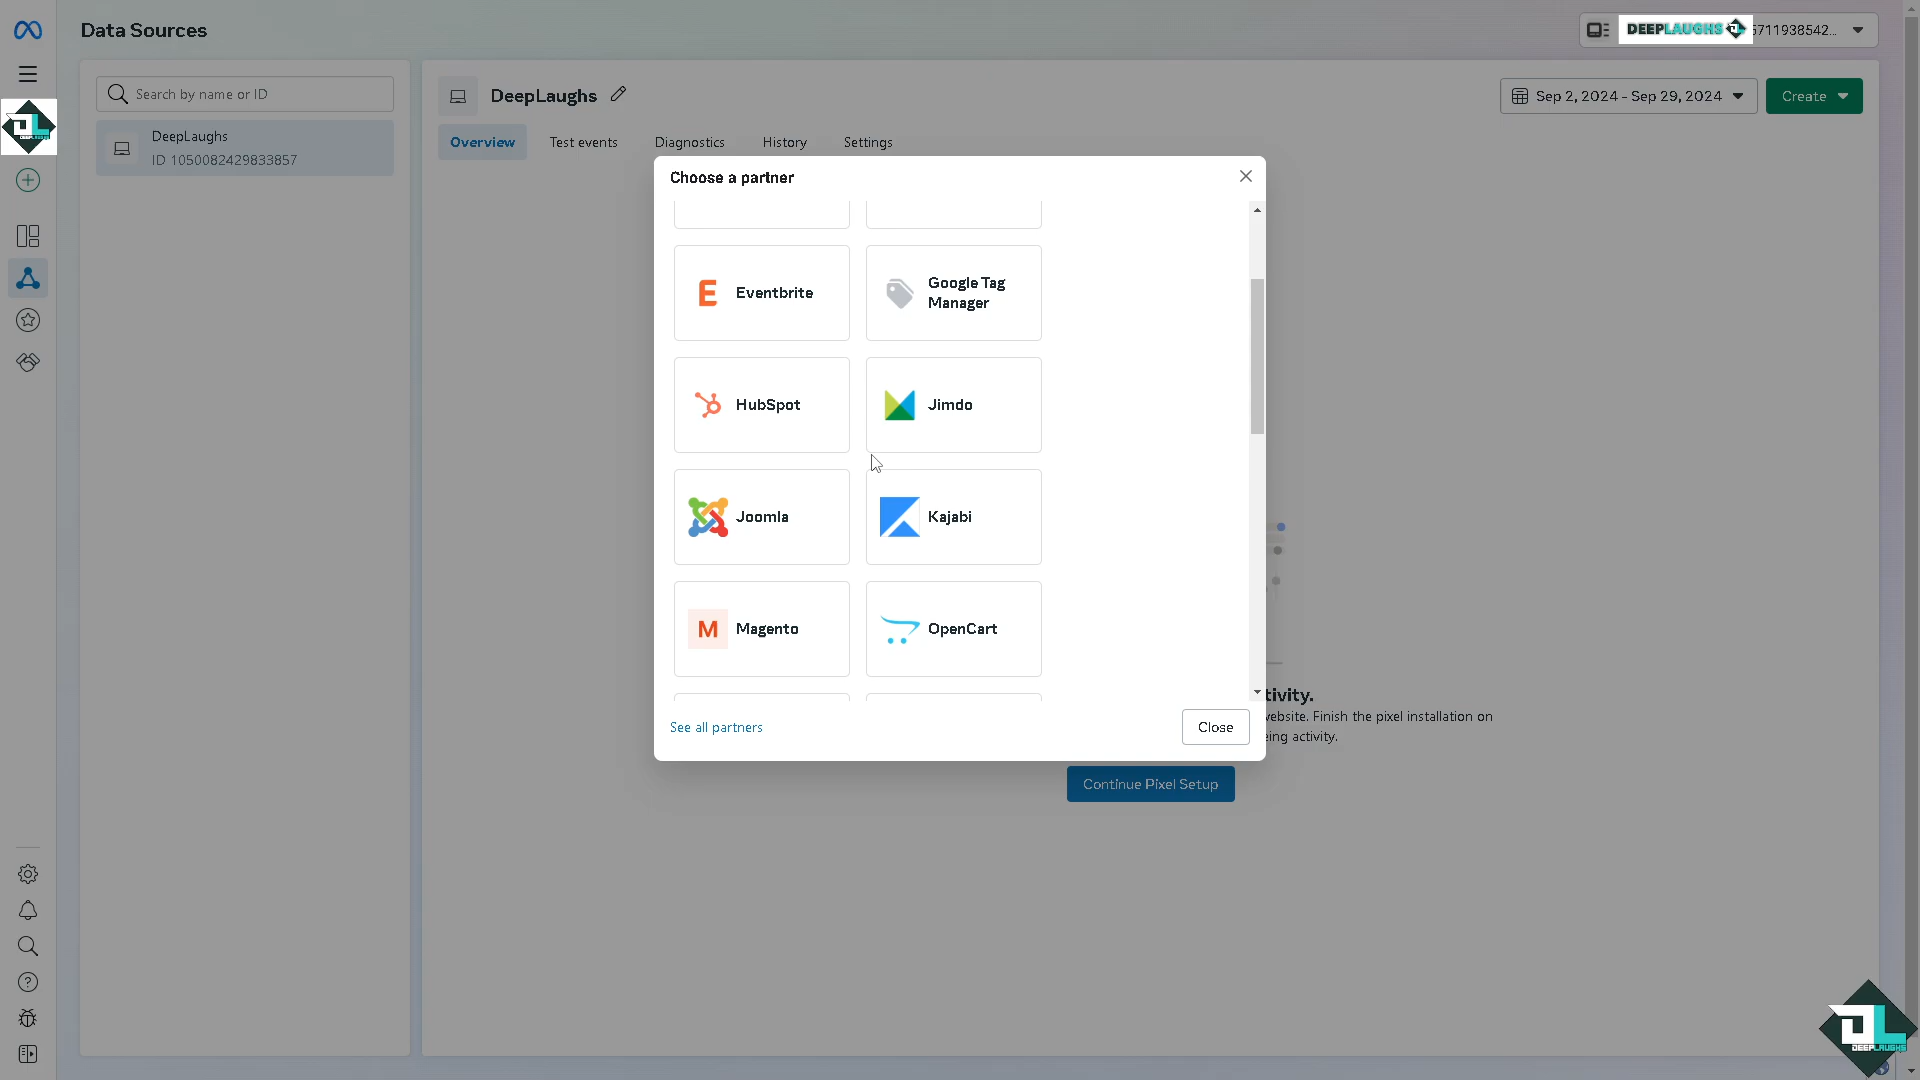 Data Sources
DEEPLAUGHS
5711938542...
Search by name or ID
DeepLaughs
ID 1050082429833857
DeepLaughs
Sep 2, 2024 - Sep 29, 2024
Create
Overview
Test events
Diagnostics
History
Settings
Choose a partner
Eventbrite
Google Tag
Manager
HubSpot
Jimdo
Joomla
Kajabi
M
Magento
OpenCart
See all partners
Close
tivity.
website. Finish the pixel installation on
eing activity.
Continue Pixel Setup
DEEPLAUGHS